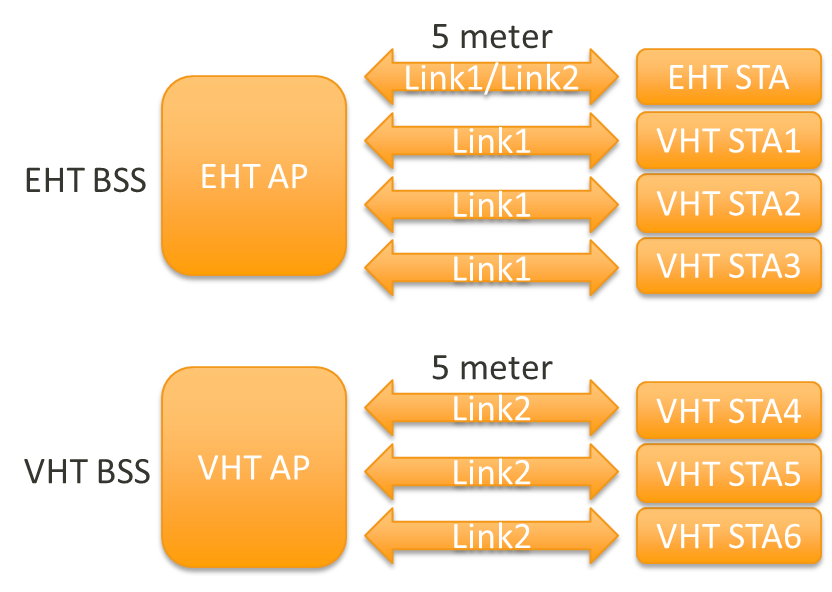 5 meter
Link1/Link2
EHT STA
Link1
VHT STA1
EHT BSS
EHT AP
Link1
VHT STA2
Link1
VHT STA3
5 meter
Link2
VHT STA4
VHT BSS
VHT AP
Link2
VHT STA5
Link2
VHT STA6